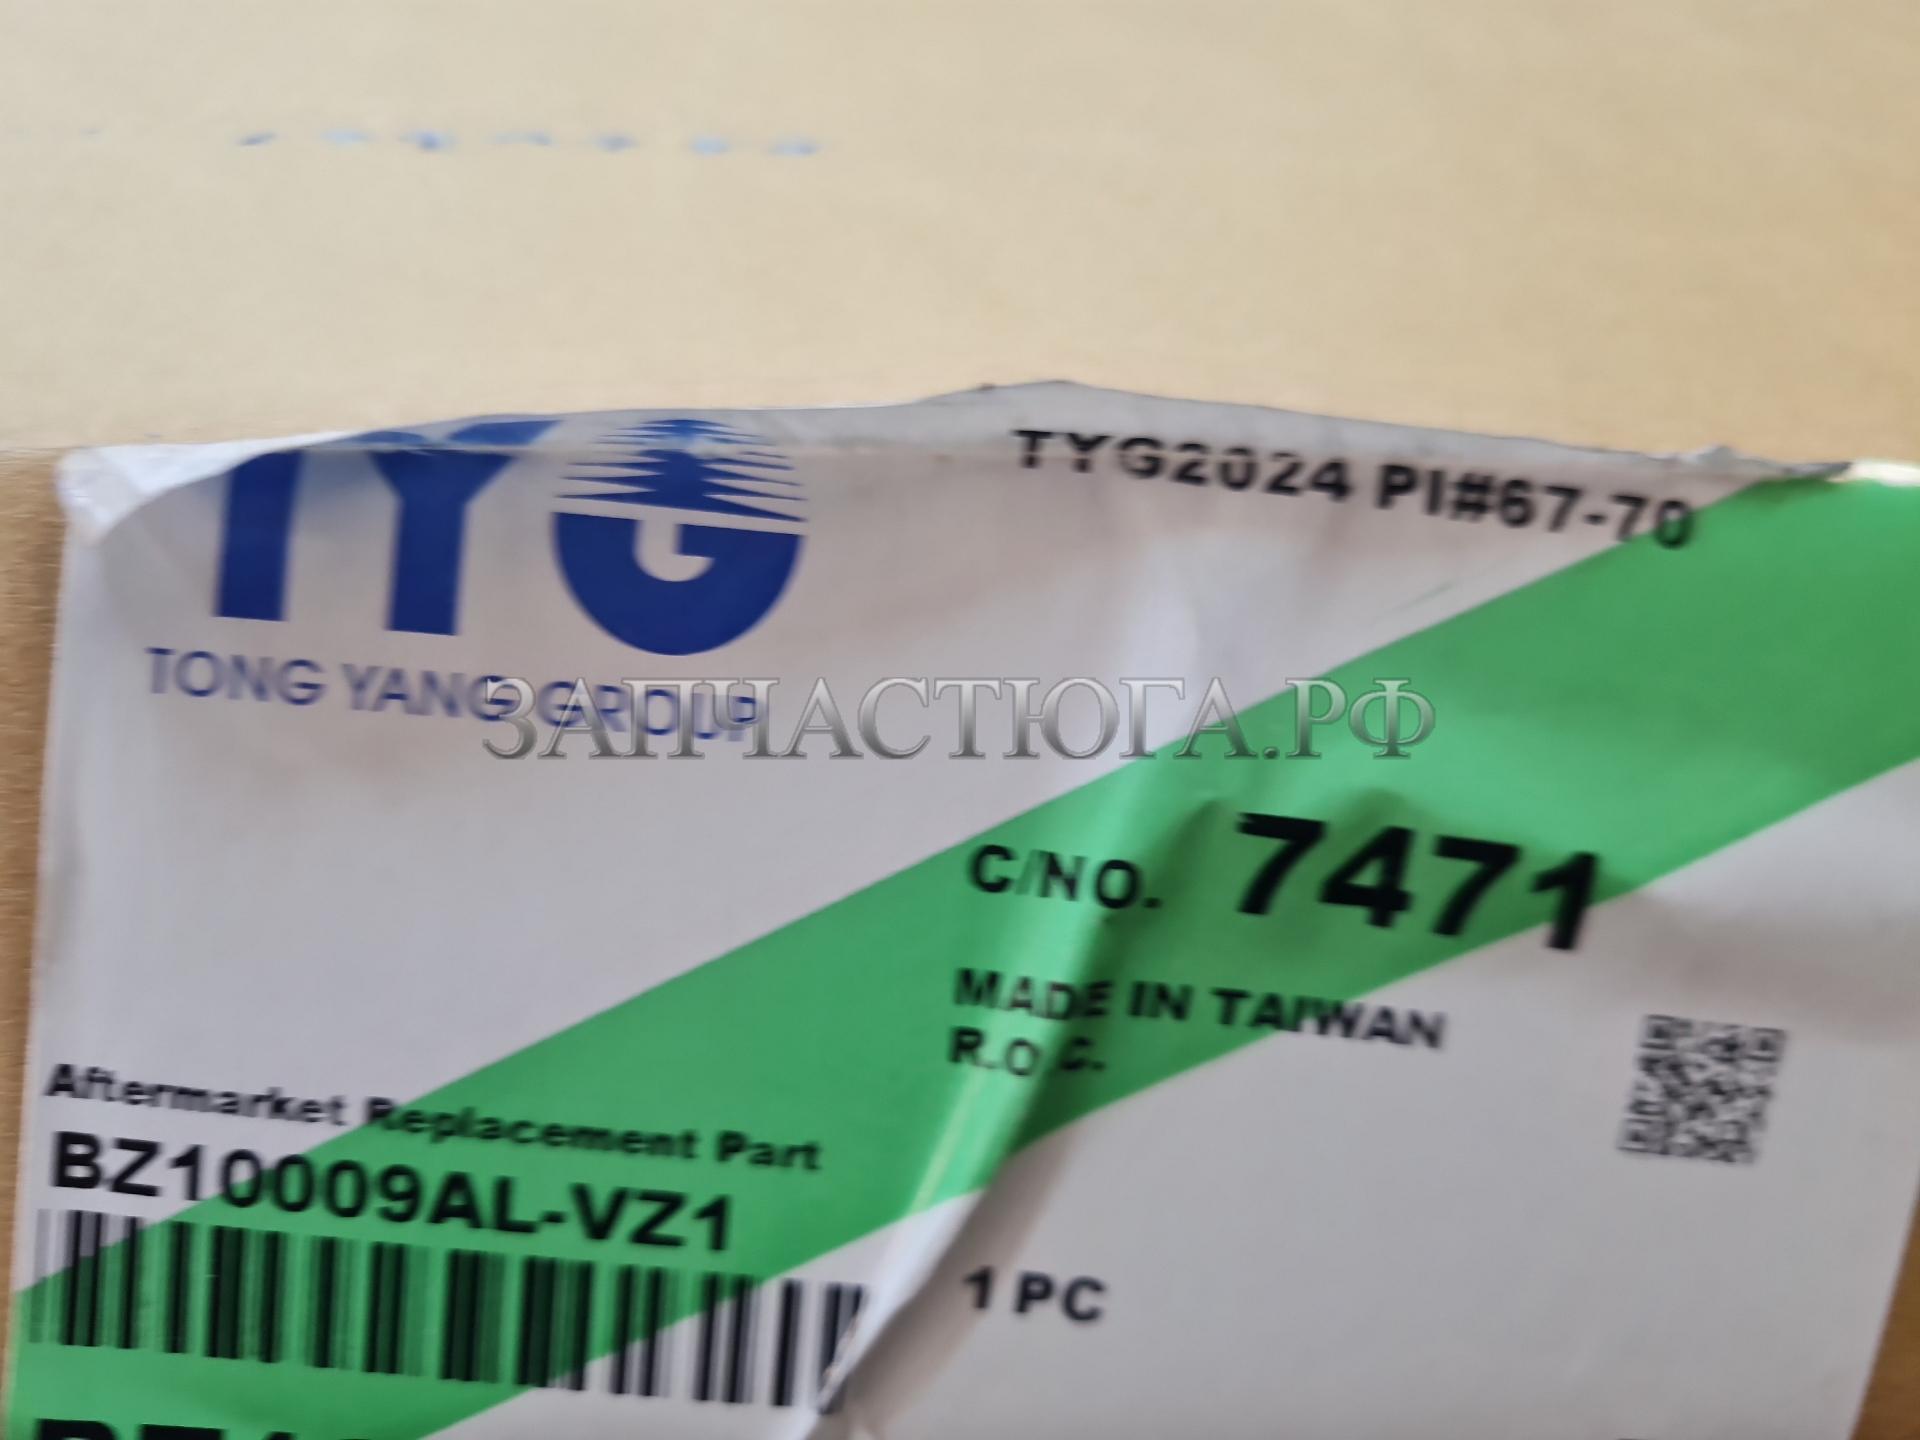 TYG
TYG2024 PI#67-70
TONG YANG GROUP
ЗАПЧАСТЮГА.РФ
C/NO. 7471
MADE IN TAIWAN
R.O.C.
Aftermarket Replacement Part
BZ10009AL-VZ1
1 PC